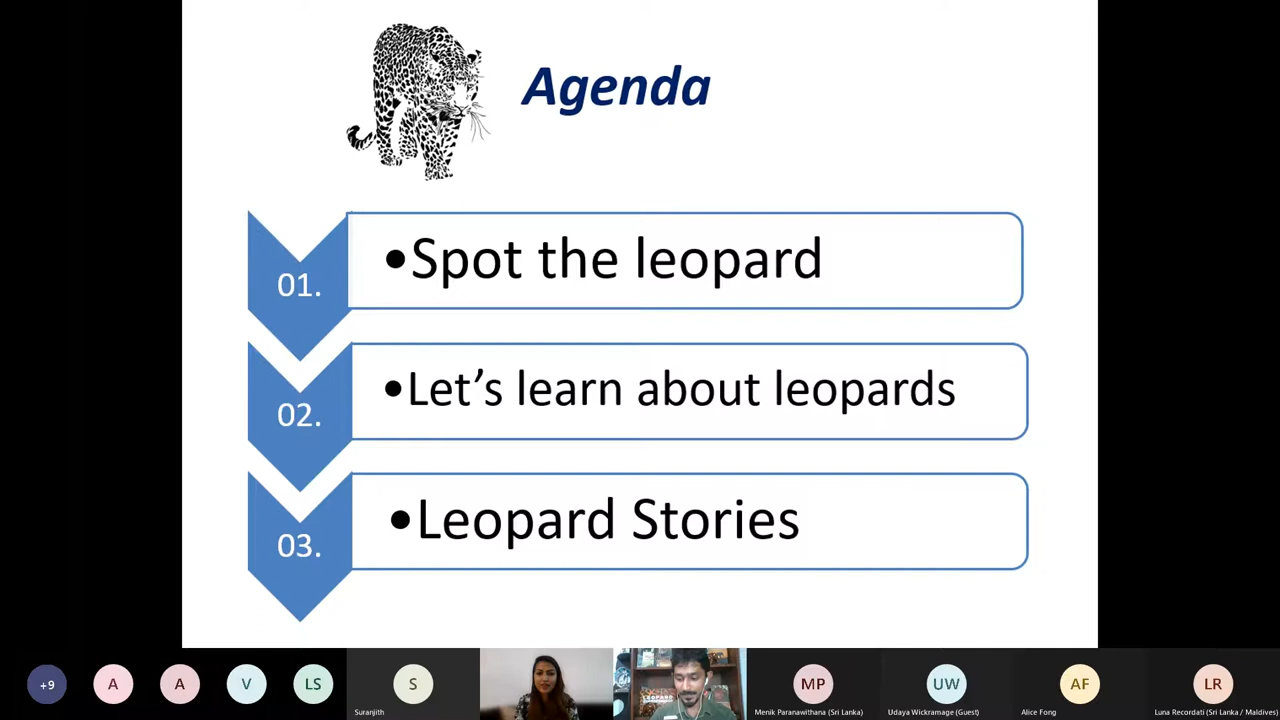 Agenda
01.
•Spot the leopard
02.
•Let’s learn about leopards
03.
•Leopard Stories
+9
A
A
V
LS
S
Suranjith
LEOPARD
MP
Menik Paranawithana (Sri Lanka)
UW
Udaya Wickramage (Guest)
AF
Alice Fong
LR
Luna Recordati (Sri Lanka / Maldives)